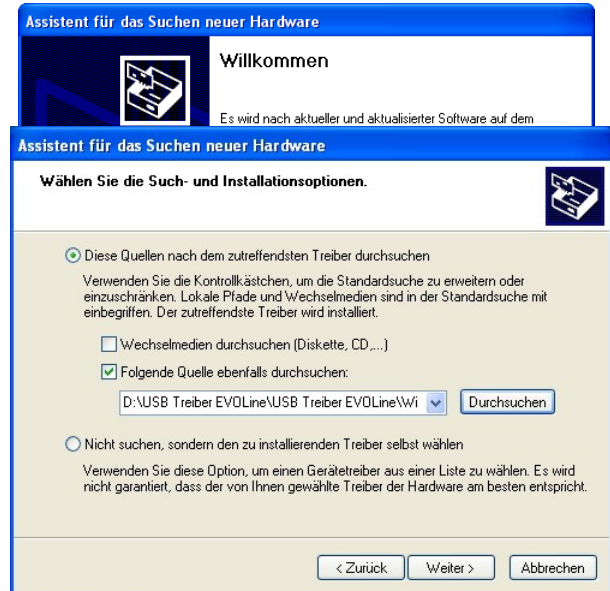 Assistent für das Suchen neuer Hardware
Willkommen
Es wird nach aktueller und aktualisierter Software auf dem
Assistent für das Suchen neuer Hardware
Wählen Sie die Such- und Installationsoptionen.
Diese Quellen nach dem zutreffendsten Treiber durchsuchen
Verwenden Sie die Kontrollkästchen, um die Standardsuche zu erweitern oder
einzuschränken. Lokale Pfade und Wechselmedien sind in der Standardsuche mit
einbegriffen. Der zutreffendste Treiber wird installiert.
Wechselmedien durchsuchen (Diskette, CD,...)
Folgende Quelle ebenfalls durchsuchen:
D:\USB Treiber EVOLine\USB Treiber EVOLine\Wi
Durchsuchen
Nicht suchen, sondern den zu installierenden Treiber selbst wählen
Verwenden Sie diese Option, um einen Gerätetreiber aus einer Liste zu wählen. Es wird
nicht garantiert, dass der von Ihnen gewählte Treiber der Hardware am besten entspricht.
< Zurück
Weiter >
Abbrechen